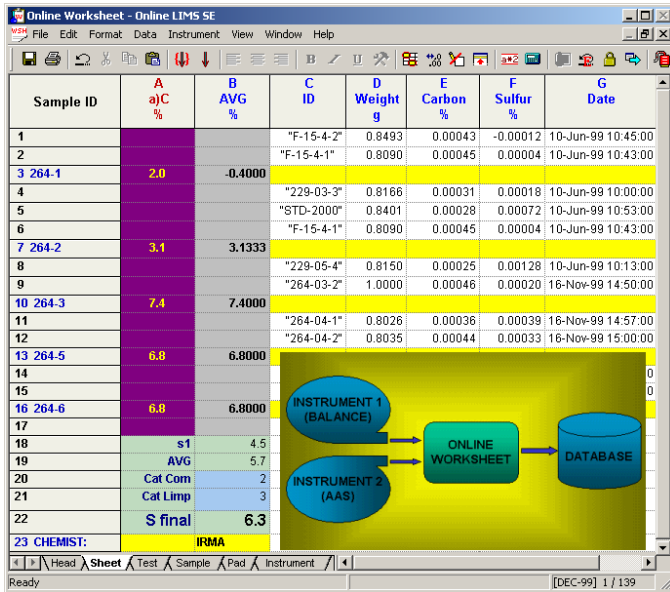 Online Worksheet - Online LIMS SE
File Edit Format Data Instrument View Window Help
Sample ID A a)C % B AVG % C ID D Weight g E Carbon % F Sulfur % G Date
1 "F-15-4-2" 0.8493 0.00043 -0.00012 10-Jun-99 10:45:00
2 "F-15-4-1" 0.8090 0.00045 0.00004 10-Jun-99 10:43:00
3 264-1 2.0 -0.4000
4 "229-03-3" 0.8166 0.00031 0.00018 10-Jun-99 10:00:00
5 "STD-2000" 0.8401 0.00028 0.00072 10-Jun-99 10:53:00
6 "F-15-4-1" 0.8090 0.00045 0.00004 10-Jun-99 10:43:00
7 264-2 3.1 3.1333
8 "229-05-4" 0.8150 0.00025 0.00128 10-Jun-99 10:13:00
9 "264-03-2" 1.0000 0.00046 0.00020 16-Nov-99 14:50:00
10 264-3 7.4 7.4000
11 "264-04-1" 0.8026 0.00036 0.00039 16-Nov-99 14:57:00
12 "264-04-2" 0.8035 0.00044 0.00033 16-Nov-99 15:00:00
13 264-5 6.8 6.8000
14 0
15 0
16 264-6 6.8 6.8000
17
18 s1 4.5
19 AVG 5.7
20 Cat Com 2
21 Cat Limp 3
22 S final 6.3
23 CHEMIST: IRMA
INSTRUMENT 1
(BALANCE)
ONLINE
WORKSHEET
DATABASE
INSTRUMENT 2
(AAS)
Head Sheet Test Sample Pad Instrument
Ready [DEC-99] 1 / 139